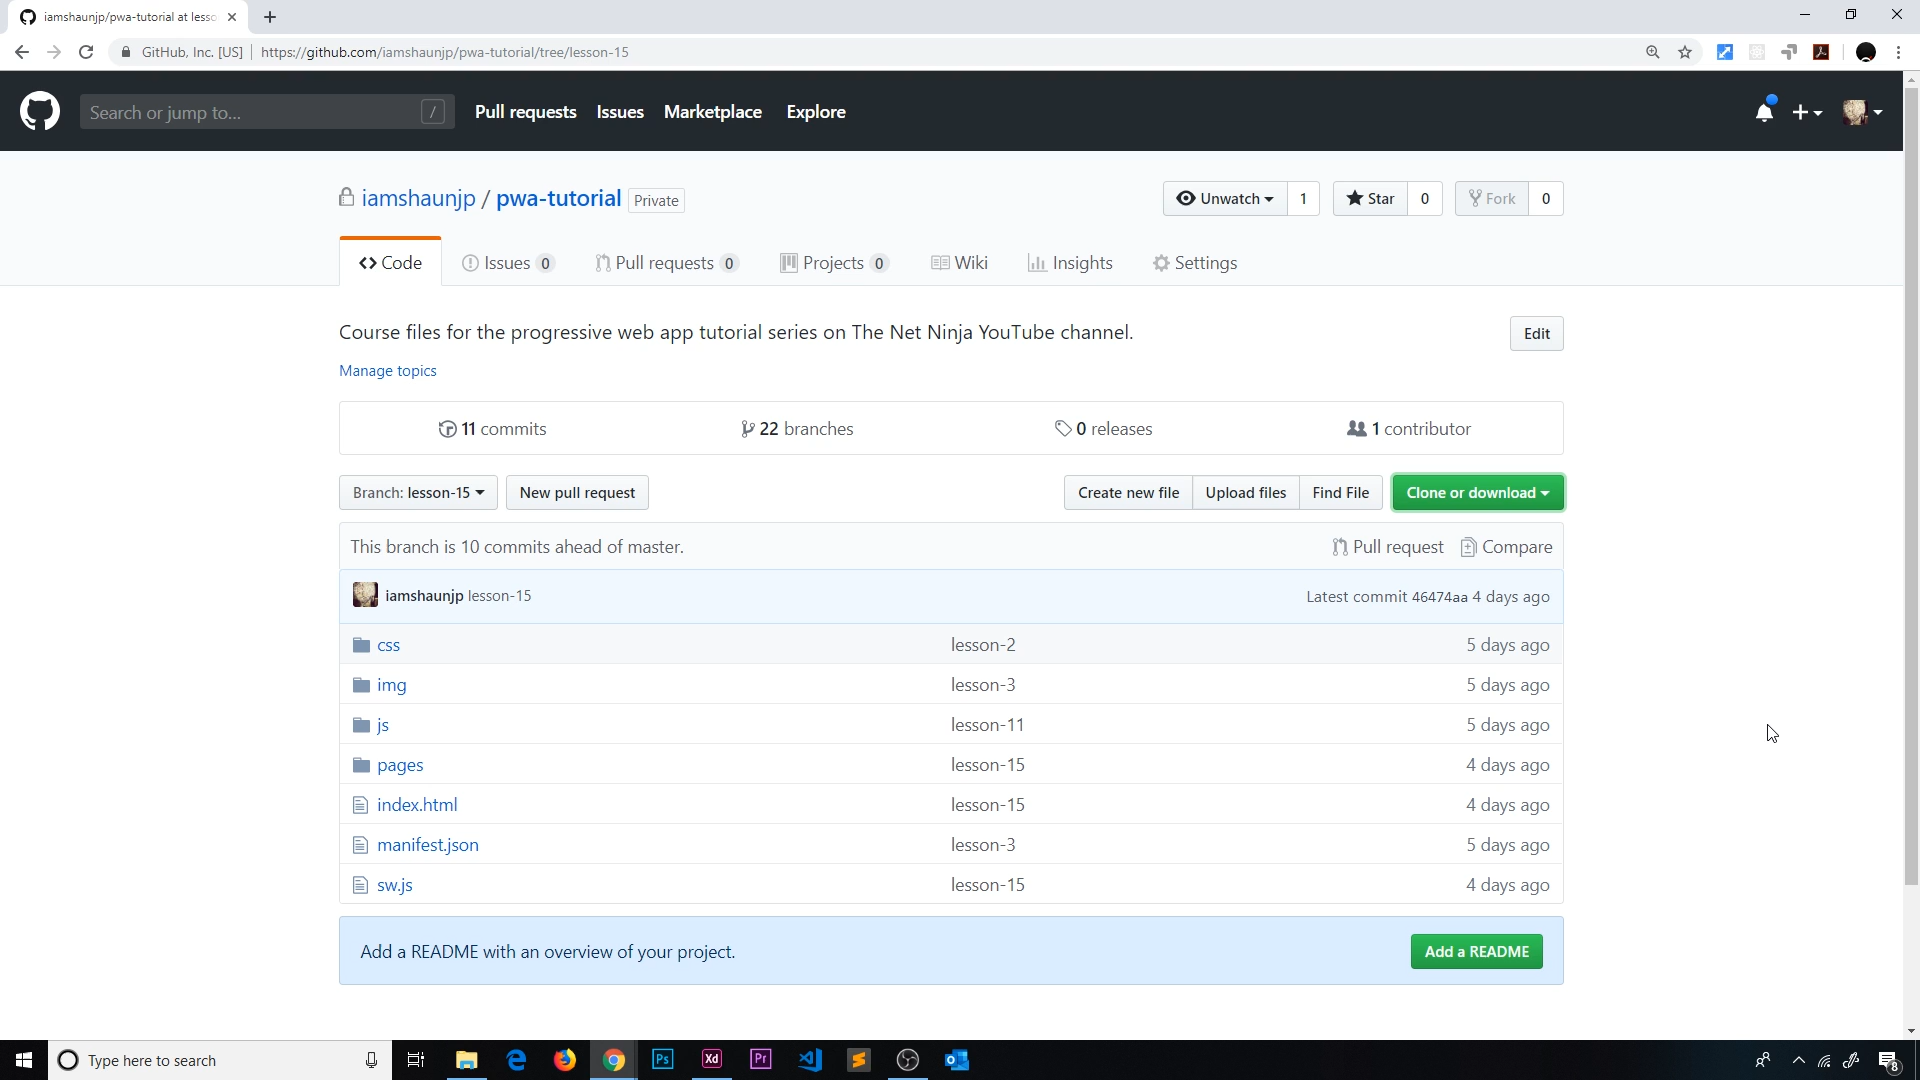 iamshaunjp/pwa-tutorial at lesso
GitHub, Inc. [US] https://github.com/iamshaunjp/pwa-tutorial/tree/lesson-15
Search or jump to... / Pull requests Issues Marketplace Explore
iamshaunjp / pwa-tutorial Private Unwatch 1 Star 0 Fork 0
Code Issues 0 Pull requests 0 Projects 0 Wiki Insights Settings
Course files for the progressive web app tutorial series on The Net Ninja YouTube channel. Edit
Manage topics
11 commits 22 branches 0 releases 1 contributor
Branch: lesson-15 New pull request Create new file Upload files Find File Clone or download
This branch is 10 commits ahead of master. Pull request Compare
iamshaunjp lesson-15 Latest commit 46474aa 4 days ago
css lesson-2 5 days ago
img lesson-3 5 days ago
js lesson-11 5 days ago
pages lesson-15 4 days ago
index.html lesson-15 4 days ago
manifest.json lesson-3 5 days ago
sw.js lesson-15 4 days ago
Add a README with an overview of your project. Add a README
Type here to search Ps Xd Pr 8